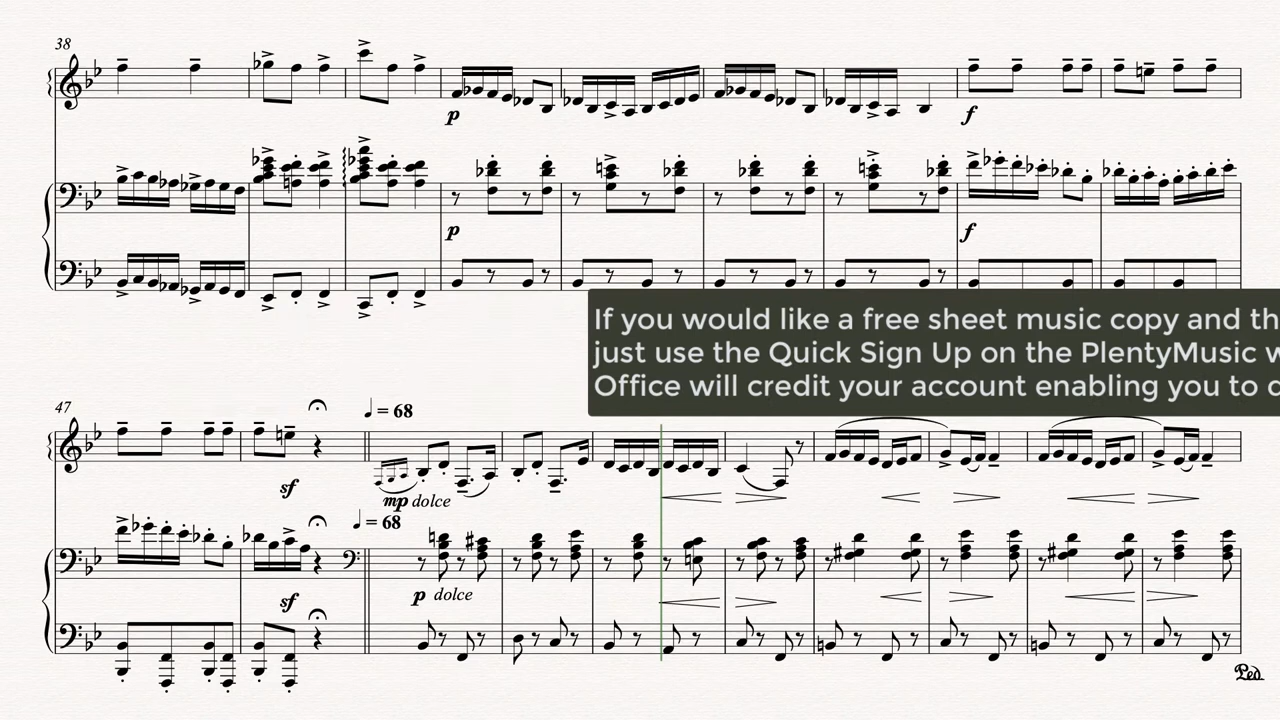 38
p
f
p
f
If you would like a free sheet music copy and th
just use the Quick Sign Up on the PlentyMusic w
Office will credit your account enabling you to d
47
♩ = 68
sf
mp dolce
♩ = 68
sf
p dolce
Ped